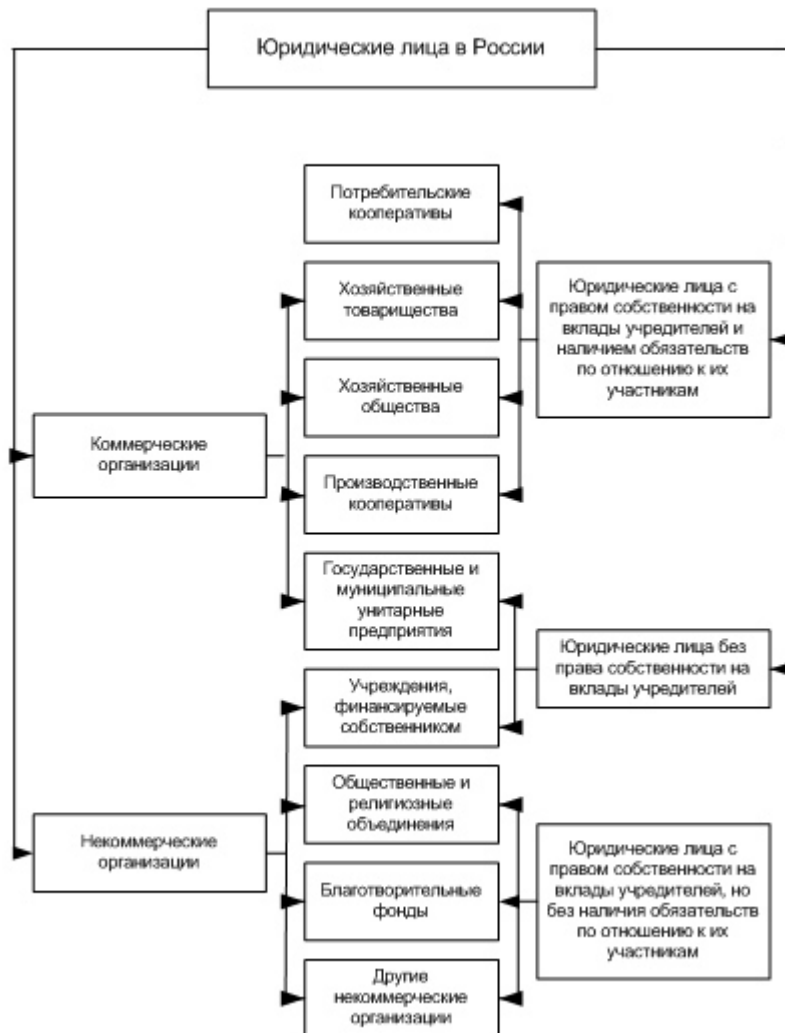 Юридические лица в России
Потребительские
кооперативы
Хозяйственные
товарищества
Юридические лица с
правом собственности на
вклады учредителей и
наличием обязательств
по отношению к их
участникам
Хозяйственные
общества
Коммерческие
организации
Производственные
кооперативы
Государственные и
муниципальные
унитарные
предприятия
Юридические лица без
права собственности на
вклады учредителей
Учреждения,
финансируемые
собственником
Общественные и
религиозные
объединения
Некоммерческие
организации
Юридические лица с
правом собственности на
вклады учредителей, но
без наличия обязательств
по отношению к их
участникам
Благотворительные
фонды
Другие
некоммерческие
организации